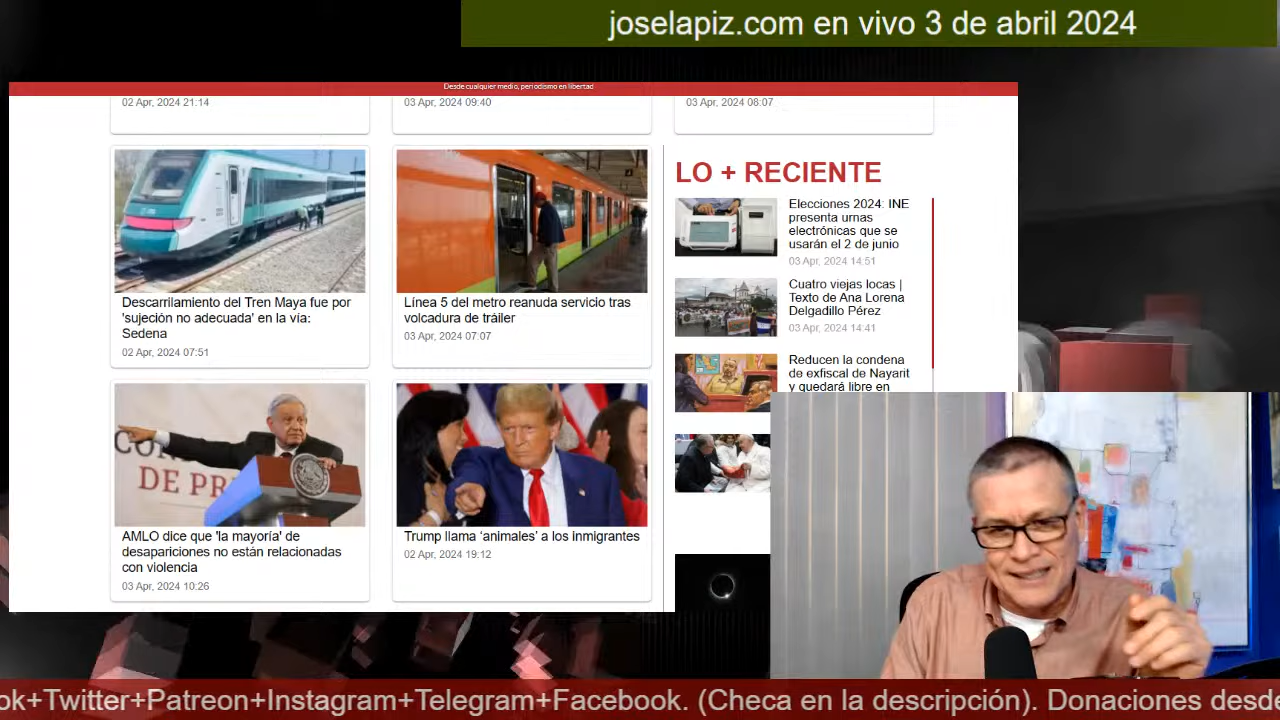 joselapiz.com en vivo 3 de abril 2024
Desde cualquier medio, periodismo en libertad
02 Apr, 2024 21:14
03 Apr, 2024 09:40
03 Apr, 2024 08:07
Descarrilamiento del Tren Maya fue por
'sujeción no adecuada' en la vía:
Sedena
02 Apr, 2024 07:51
Línea 5 del metro reanuda servicio tras
volcadura de tráiler
03 Apr, 2024 07:07
DE PR
AMLO dice que 'la mayoría' de
desapariciones no están relacionadas
con violencia
03 Apr, 2024 10:26
Trump llama ‘animales’ a los inmigrantes
02 Apr, 2024 19:12
LO + RECIENTE
Elecciones 2024: INE
presenta urnas
electrónicas que se
usarán el 2 de junio
03 Apr, 2024 14:51
Cuatro viejas locas |
Texto de Ana Lorena
Delgadillo Pérez
03 Apr, 2024 14:41
Reducen la condena
de exfiscal de Nayarit
y quedará libre en
ok+Twitter+Patreon+Instagram+Telegram+Facebook. (Checa en la descripción). Donaciones desde